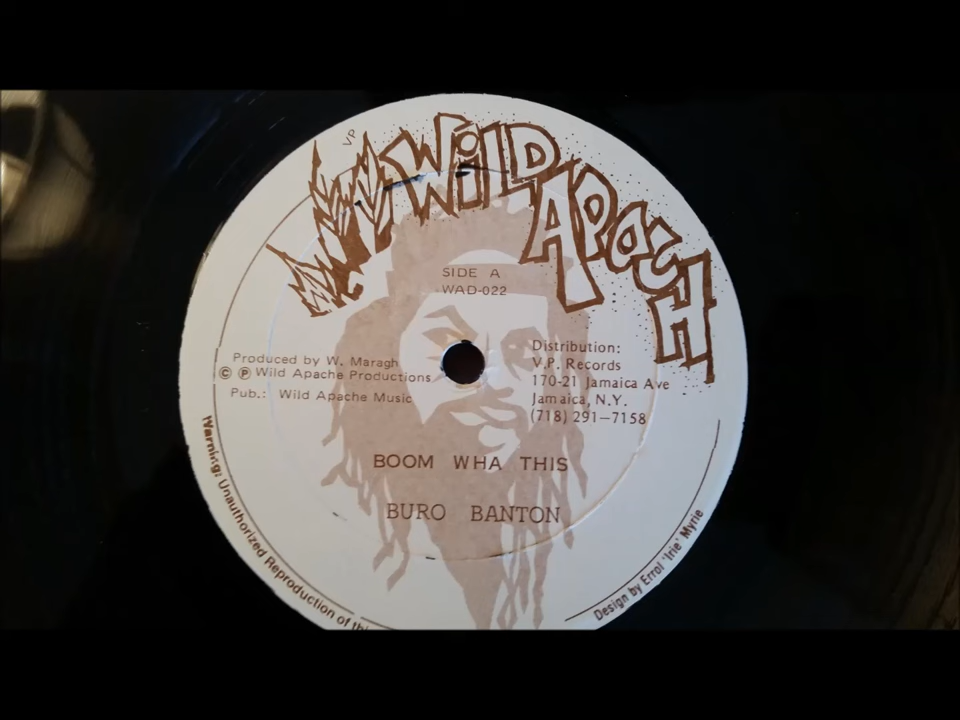 VP
WiLD
APACH
SIDE A
WAD-022
Produced by W. Maragh
© ℗ Wild Apache Productions
Pub.: Wild Apache Music
Distribution:
V.P. Records
170-21 Jamaica Ave
Jamaica, N.Y.
(718) 291-7158
BOOM WHA THIS
BURO BANTON
Warning: Unauthorized Reproduction of
Design by Errol 'Irie' Myrie